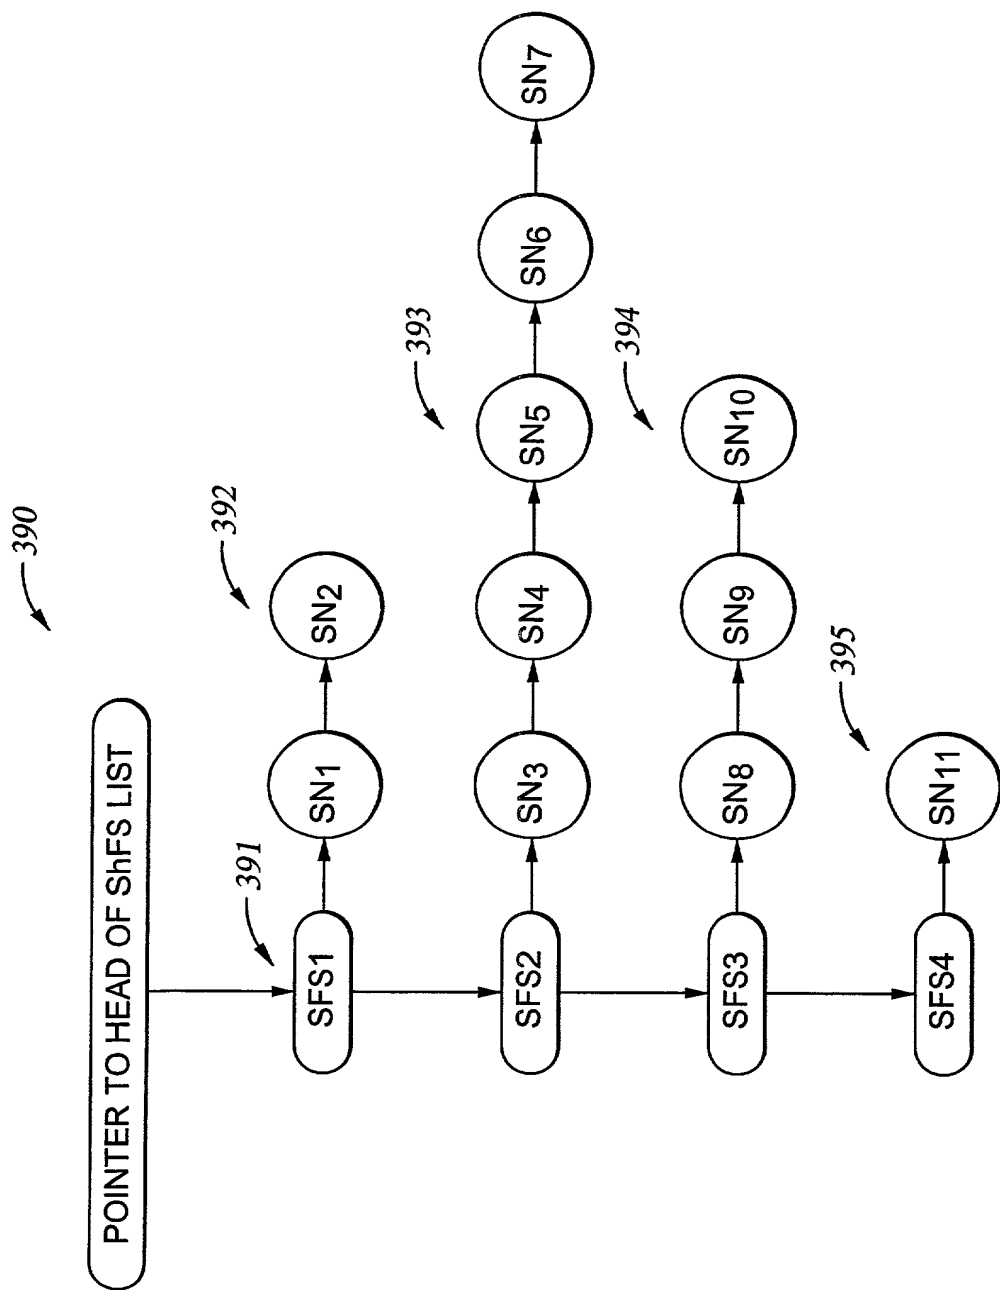 390
POINTER TO HEAD OF ShFS LIST
391
392
SFS1
SN1
SN2
393
SFS2
SN3
SN4
SN5
SN6
SN7
394
SFS3
SN8
SN9
SN10
395
SFS4
SN11